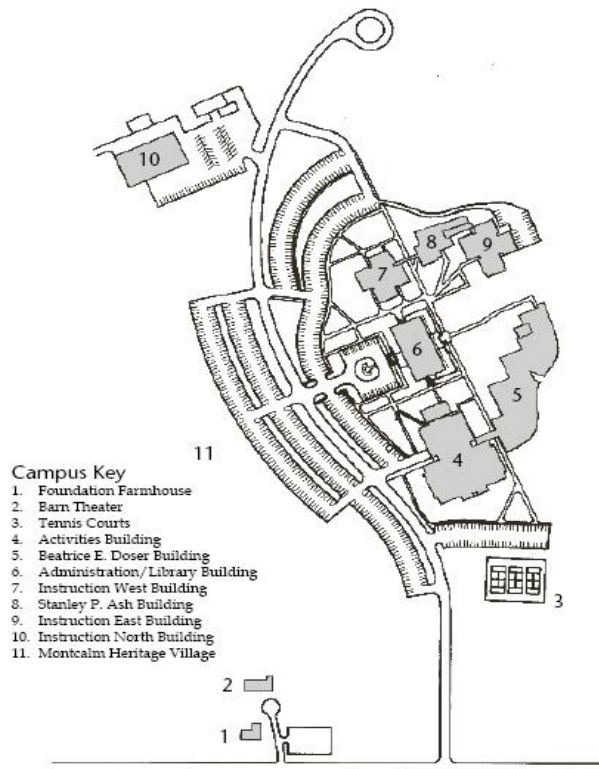 10
8
9
7
6
5
11
4
Campus Key
1. Foundation Farmhouse
2. Barn Theater
3. Tennis Courts
4. Activities Building
5. Beatrice E. Doser Building
6. Administration/Library Building
7. Instruction West Building
8. Stanley P. Ash Building
9. Instruction East Building
10. Instruction North Building
11. Montcalm Heritage Village
3
2
1